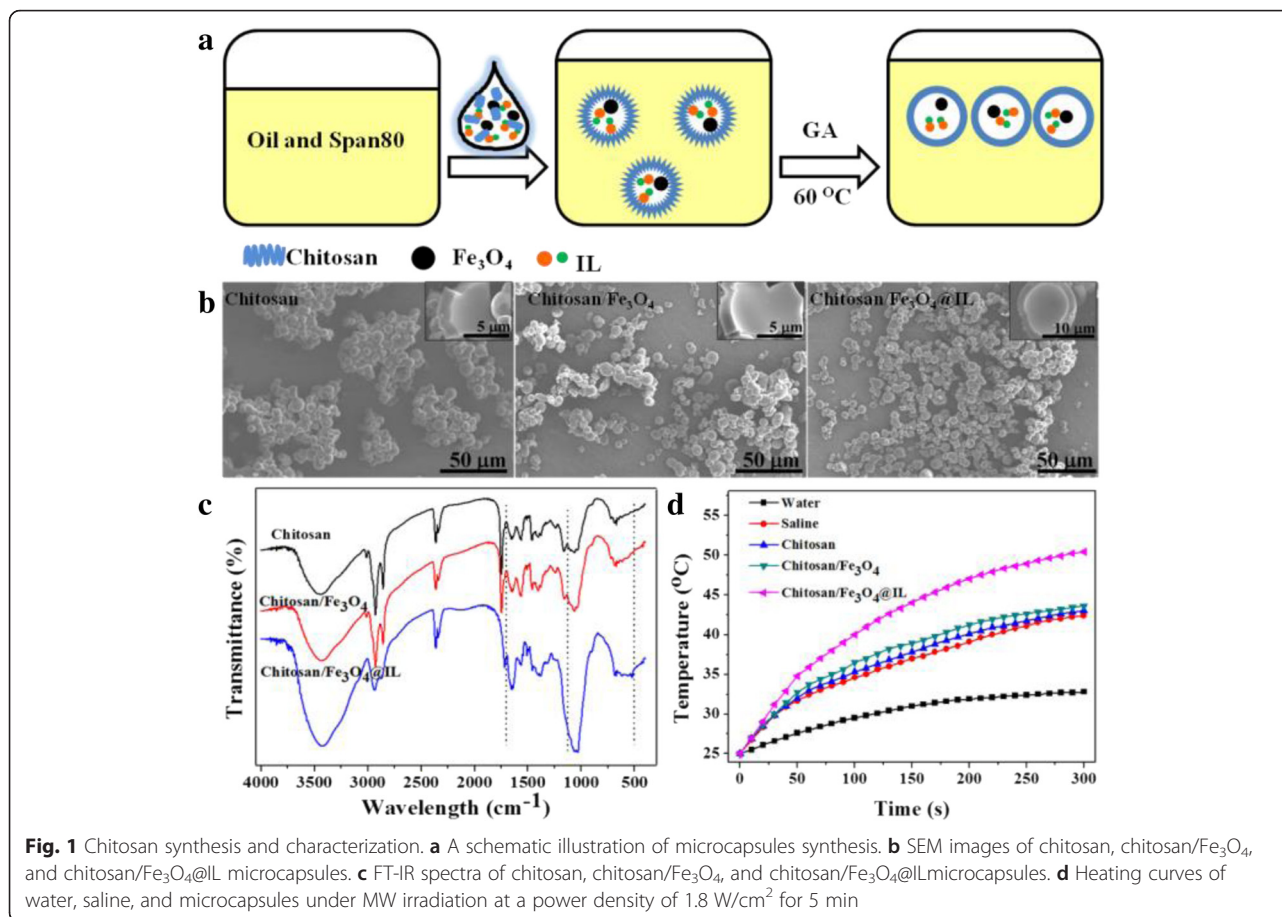 a
Oil and Span80
GA
60 ᴼC
Chitosan Fe₃O₄ IL
b
Chitosan
5 μm
50 μm
Chitosan/Fe₃O₄
5 μm
50 μm
Chitosan/Fe₃O₄@IL
10 μm
50 μm
c
Chitosan
Chitosan/Fe₃O₄
Chitosan/Fe₃O₄@IL
Transmittance (%)
4000 3500 3000 2500 2000 1500 1000 500
Wavelength (cm⁻¹)
d
Water
Saline
Chitosan
Chitosan/Fe₃O₄
Chitosan/Fe₃O₄@IL
Temperature (ᴼC)
55
50
45
40
35
30
25
0 50 100 150 200 250 300
Time (s)
Fig. 1 Chitosan synthesis and characterization. a A schematic illustration of microcapsules synthesis. b SEM images of chitosan, chitosan/Fe₃O₄,
and chitosan/Fe₃O₄@IL microcapsules. c FT-IR spectra of chitosan, chitosan/Fe₃O₄, and chitosan/Fe₃O₄@ILmicrocapsules. d Heating curves of
water, saline, and microcapsules under MW irradiation at a power density of 1.8 W/cm² for 5 min